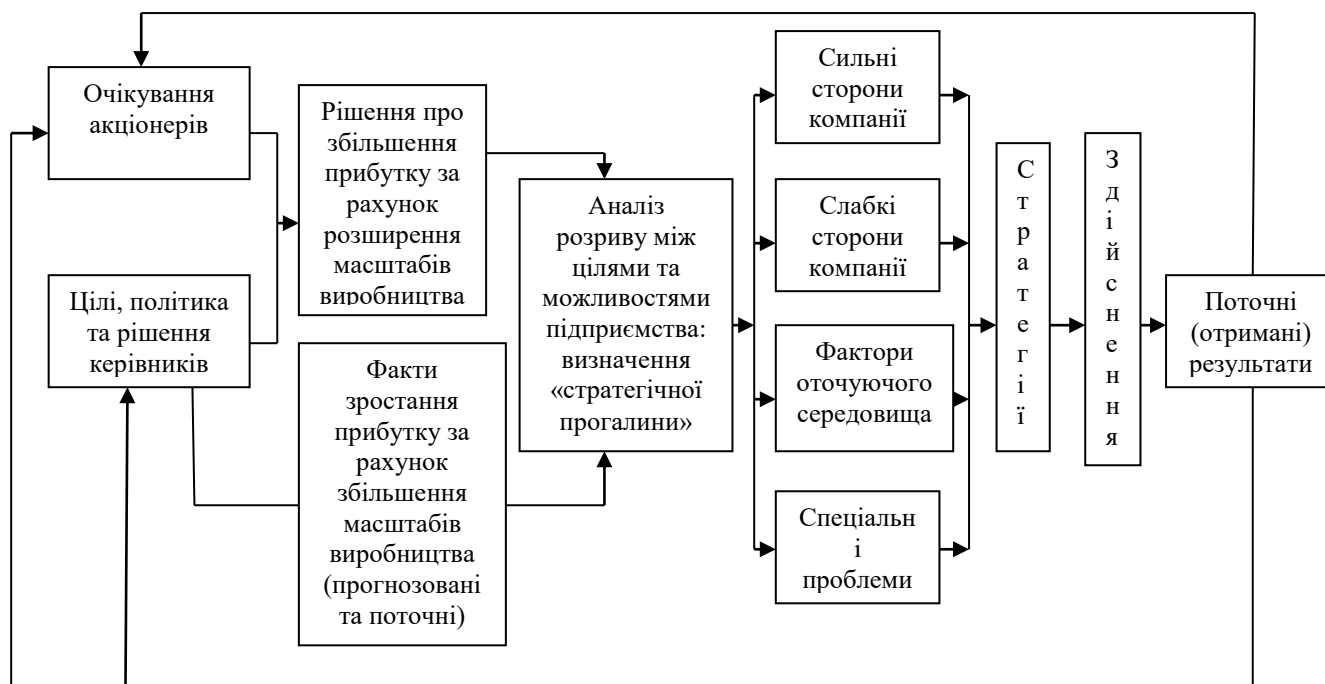 Очікування
акціонерів
Цілі, політика
та рішення
керівників
Рішення про
збільшення
прибутку за
рахунок
розширення
масштабів
виробництва
Факти
зростання
прибутку за
рахунок
збільшення
масштабів
виробництва
(прогнозовані
та поточні)
Аналіз
розриву між
цілями та
можливостями
підприємства:
визначення
«стратегічної
прогалини»
Сильні
сторони
компанії
Слабкі
сторони
компанії
Фактори
оточуючого
середовища
Спеціальн
і
проблеми
С
т
р
а
т
е
г
і
ї
З
д
і
й
с
н
е
н
н
я
Поточні
(отримані)
результати